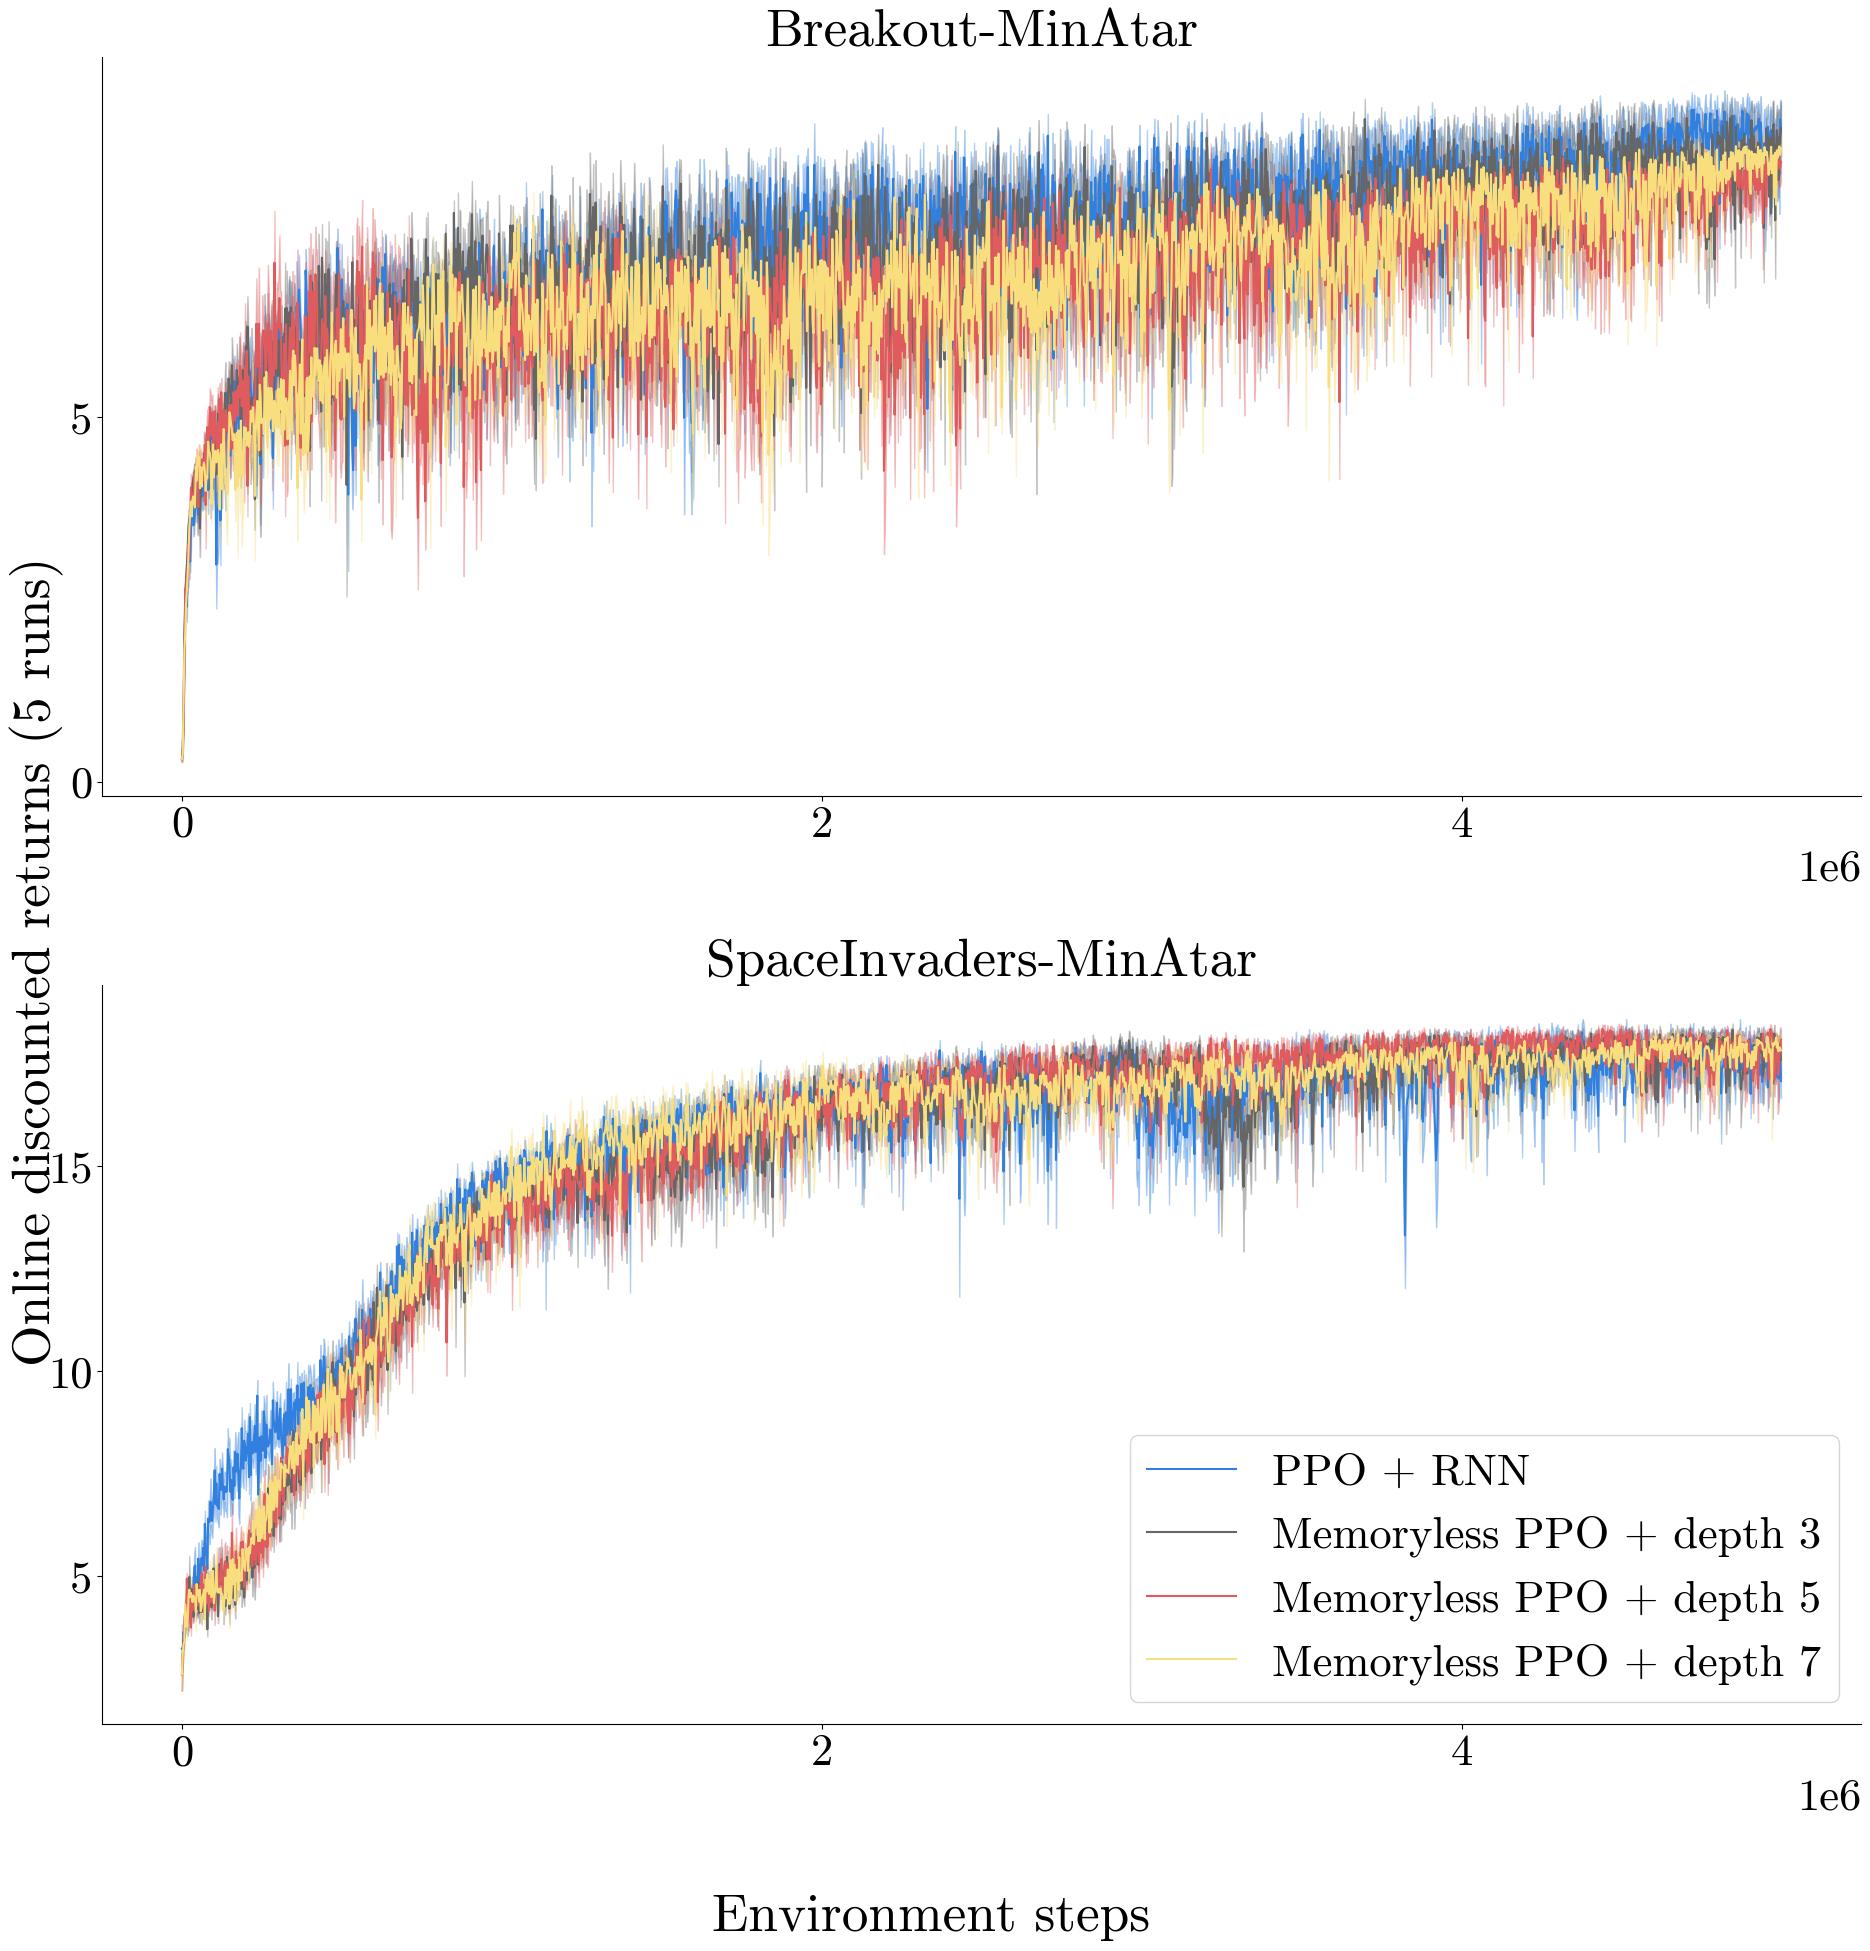 Breakout-MinAtar
5
0
0
2
4
1e6
Online discounted returns (5 runs)
SpaceInvaders-MinAtar
15
10
5
PPO + RNN
Memoryless PPO + depth 3
Memoryless PPO + depth 5
Memoryless PPO + depth 7
0
2
4
1e6
Environment steps